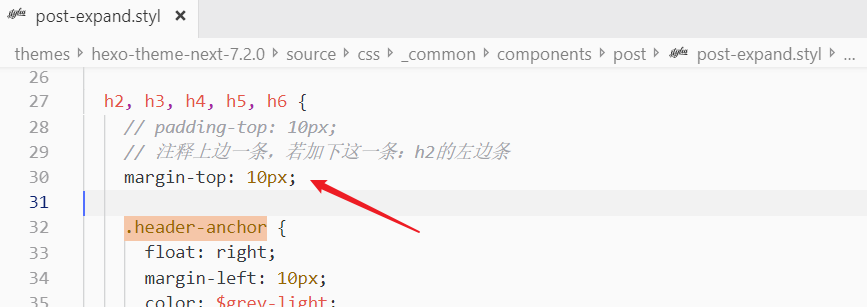 stylus post-expand.styl ×
themes › hexo-theme-next-7.2.0 › source › css › _common › components › post › stylus post-expand.styl › ...
26
27 h2, h3, h4, h5, h6 {
28 // padding-top: 10px;
29 // 注释上边一条，若加下这一条：h2的左边条
30 margin-top: 10px;
31
32 .header-anchor {
33 float: right;
34 margin-left: 10px;
35 color: $grey-light;